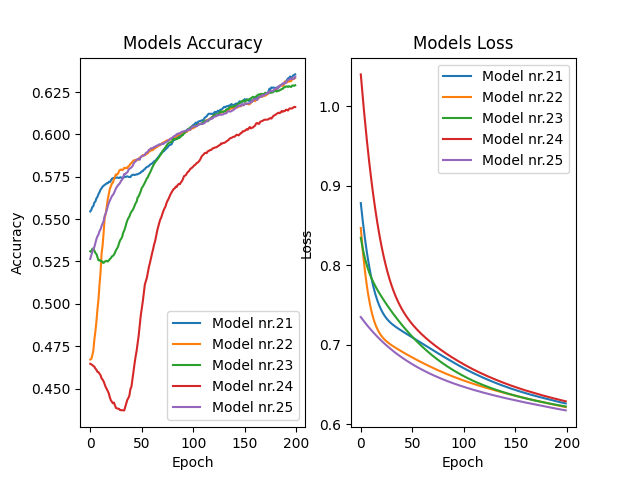 Models Accuracy
0.625
0.600
0.575
0.550
0.525
0.500
0.475
0.450
Accuracy
0
50
100
150
200
Epoch
Model nr.21
Model nr.22
Model nr.23
Model nr.24
Model nr.25
Models Loss
1.0
0.9
0.8
0.7
0.6
Loss
0
50
100
150
200
Epoch
Model nr.21
Model nr.22
Model nr.23
Model nr.24
Model nr.25